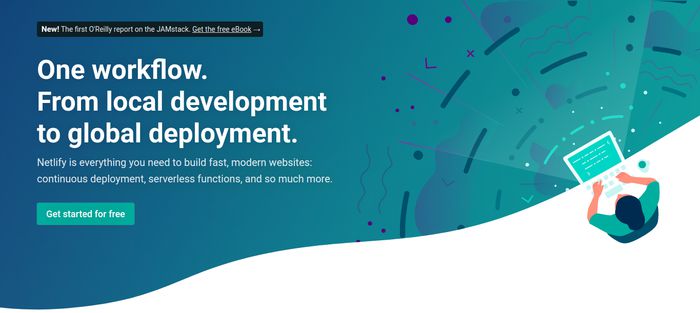 New! The first O'Reilly report on the JAMstack. Get the free eBook →
One workflow.
From local development
to global deployment.
Netlify is everything you need to build fast, modern websites:
continuous deployment, serverless functions, and so much more.
Get started for free